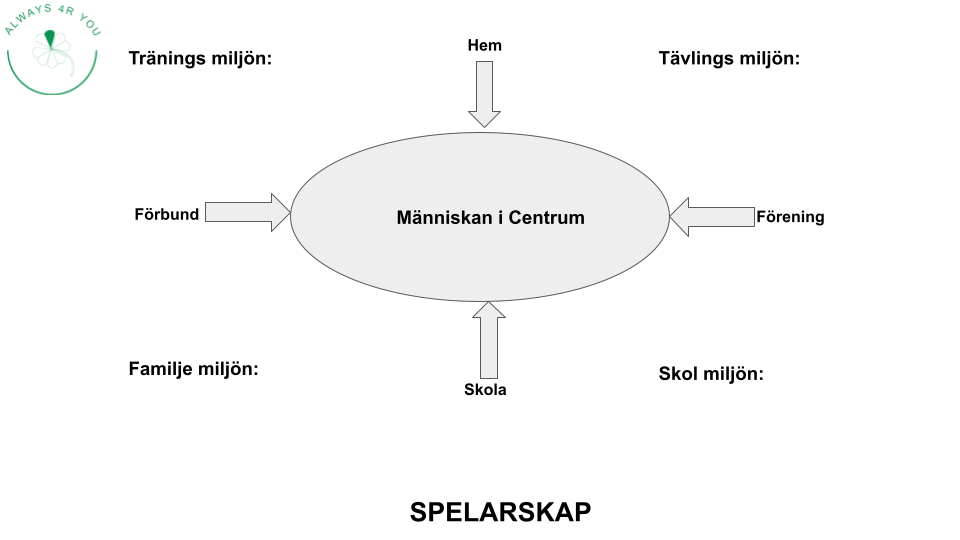 ALWAYS 4R YOU
Hem
Tränings miljön:
Tävlings miljön:
Förbund
Människan i Centrum
Förening
Familje miljön:
Skol miljön:
Skola
SPELARSKAP